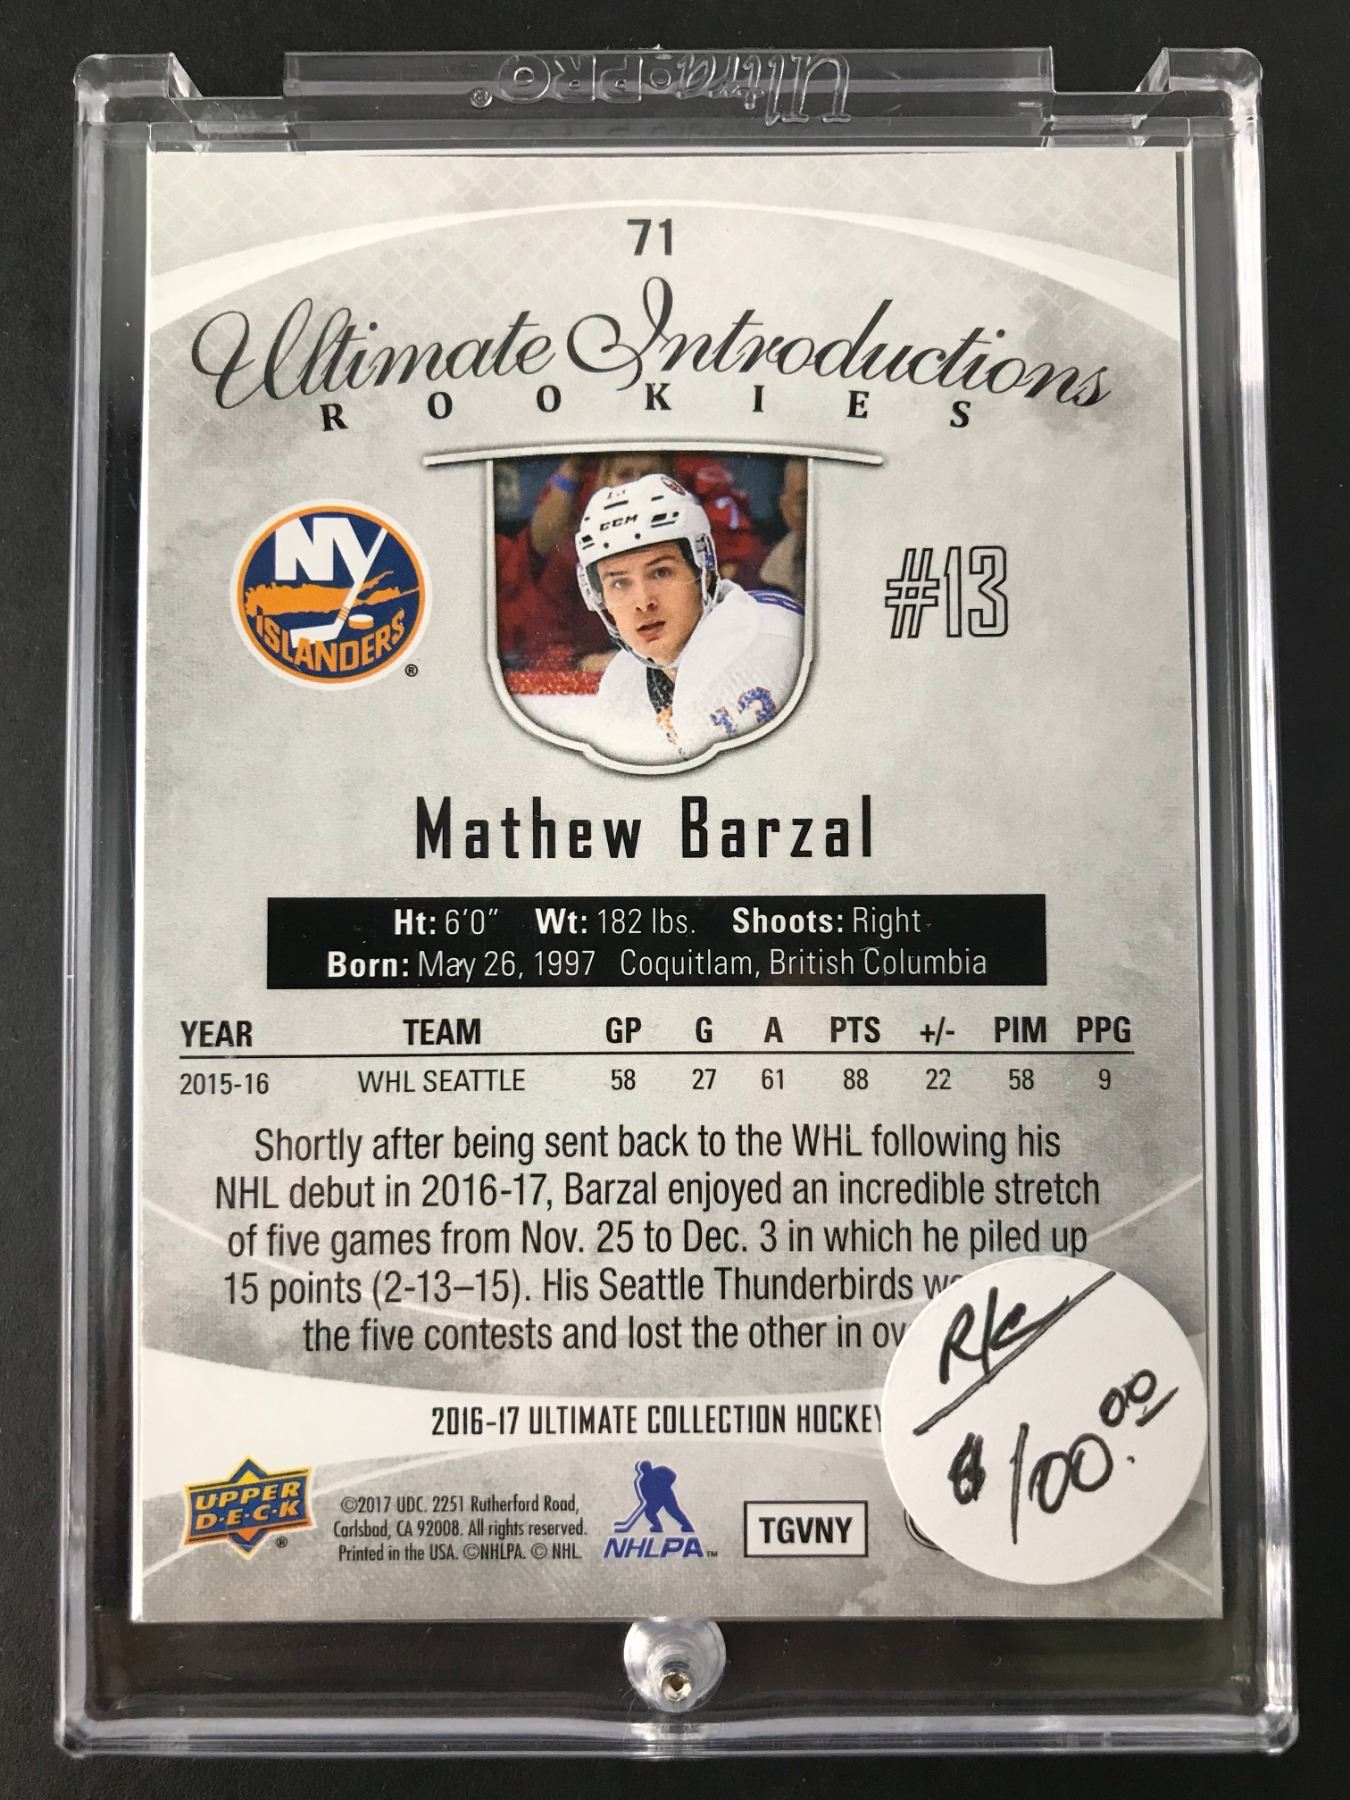 Ultra·PRO®
71
Ultimate Introductions
ROOKIES
CCM
NY
ISLANDERS
®
#13
13
Mathew Barzal
Ht: 6'0" Wt: 182 lbs. Shoots: Right
Born: May 26, 1997 Coquitlam, British Columbia
YEAR TEAM GP G A PTS +/- PIM PPG
2015-16 WHL SEATTLE 58 27 61 88 22 58 9
Shortly after being sent back to the WHL following his
NHL debut in 2016-17, Barzal enjoyed an incredible stretch
of five games from Nov. 25 to Dec. 3 in which he piled up
15 points (2-13–15). His Seattle Thunderbirds
the five contests and lost the other in
2016-17 ULTIMATE COLLECTION HOCKEY
R/C
$100.00
UPPER
D·E·C·K
®
©2017 UDC. 2251 Rutherford Road,
Carlsbad, CA 92008. All rights reserved.
Printed in the USA. ©NHLPA. © NHL.
NHLPA™
TGVNY